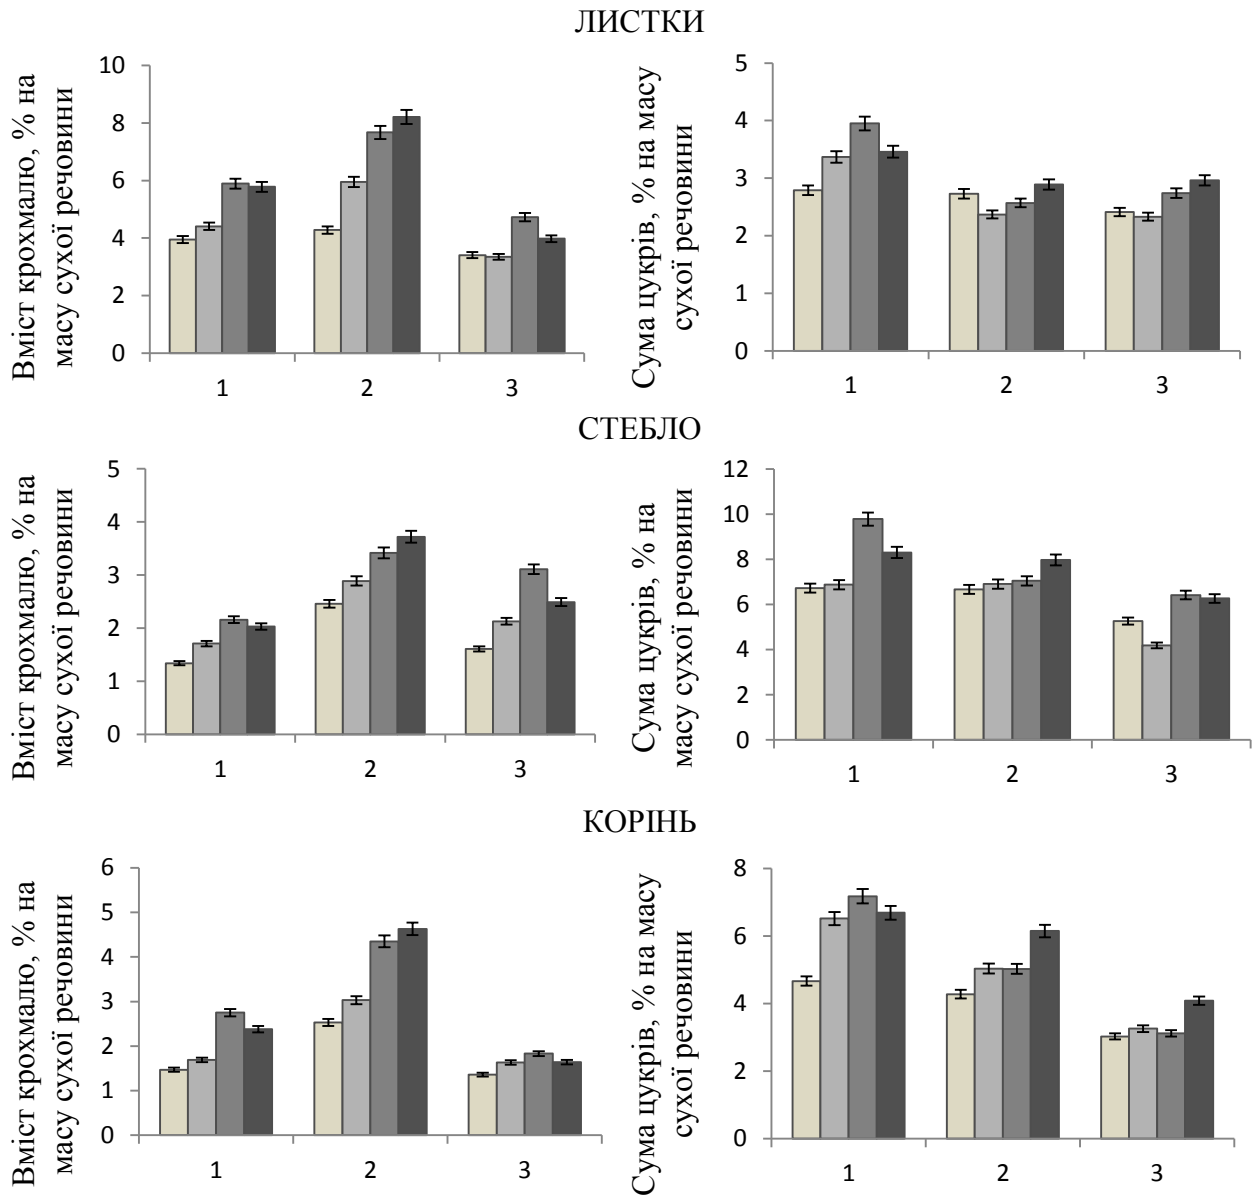 ЛИСТКИ
Вміст крохмалю, % на
масу сухої речовини
10
8
6
4
2
0
1 2 3
Сума цукрів, % на масу
сухої речовини
5
4
3
2
1
0
1 2 3
СТЕБЛО
Вміст крохмалю, % на
масу сухої речовини
5
4
3
2
1
0
1 2 3
Сума цукрів, % на
масу сухої речовини
12
10
8
6
4
2
0
1 2 3
КОРІНЬ
Вміст крохмалю, % на
масу сухої речовини
6
5
4
3
2
1
0
1 2 3
Сума цукрів, % на масу
сухої речовини
8
6
4
2
0
1 2 3